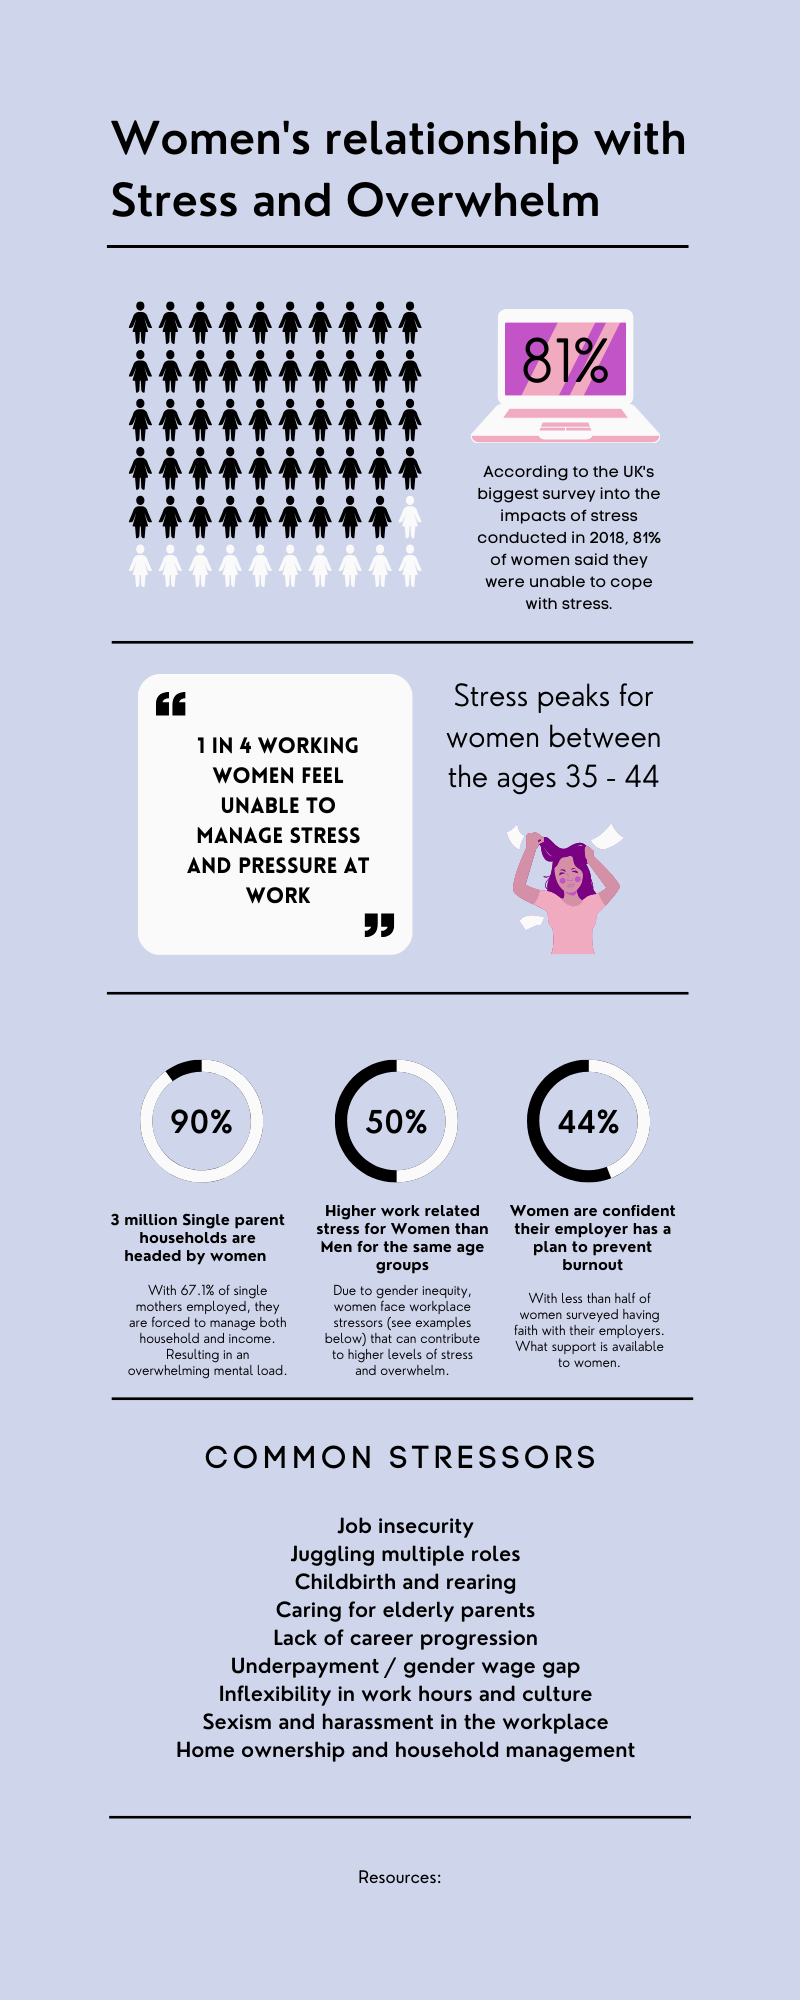 Women's relationship with
Stress and Overwhelm
81%
According to the UK's
biggest survey into the
impacts of stress
conducted in 2018, 81%
of women said they
were unable to cope
with stress.
“
1 IN 4 WORKING
WOMEN FEEL
UNABLE TO
MANAGE STRESS
AND PRESSURE AT
WORK
”
Stress peaks for
women between
the ages 35 - 44
90%
3 million Single parent
households are
headed by women
With 67.1% of single
mothers employed, they
are forced to manage both
household and income.
Resulting in an
overwhelming mental load.
50%
Higher work related
stress for Women than
Men for the same age
groups
Due to gender inequity,
women face workplace
stressors (see examples
below) that can contribute
to higher levels of stress
and overwhelm.
44%
Women are confident
their employer has a
plan to prevent
burnout
With less than half of
women surveyed having
faith with their employers.
What support is available
to women.
COMMON STRESSORS
Job insecurity
Juggling multiple roles
Childbirth and rearing
Caring for elderly parents
Lack of career progression
Underpayment / gender wage gap
Inflexibility in work hours and culture
Sexism and harassment in the workplace
Home ownership and household management
Resources: